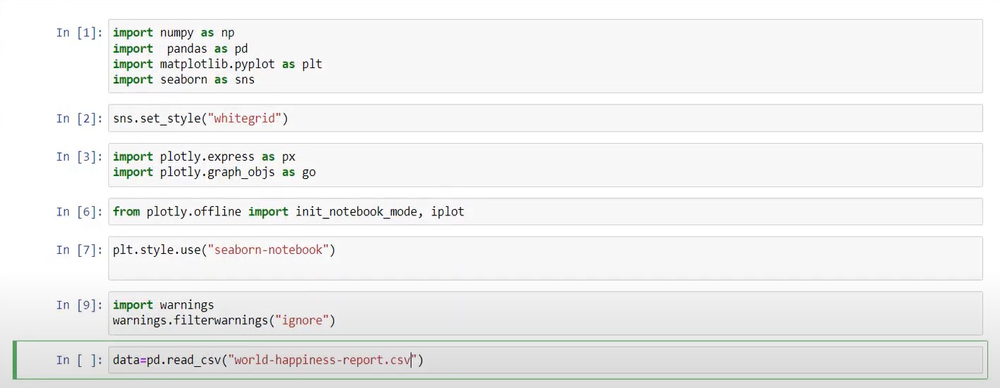 In [1]: import numpy as np
import  pandas as pd
import matplotlib.pyplot as plt
import seaborn as sns
In [2]: sns.set_style("whitegrid")
In [3]: import plotly.express as px
import plotly.graph_objs as go
In [6]: from plotly.offline import init_notebook_mode, iplot
In [7]: plt.style.use("seaborn-notebook")
In [9]: import warnings
warnings.filterwarnings("ignore")
In [ ]: data=pd.read_csv("world-happiness-report.csv")